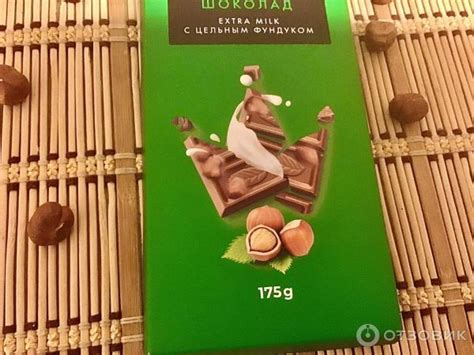 ШОКОЛАД
EXTRA MILK
С ЦЕЛЬНЫМ ФУНДУКОМ
175g
ОТЗОВИК